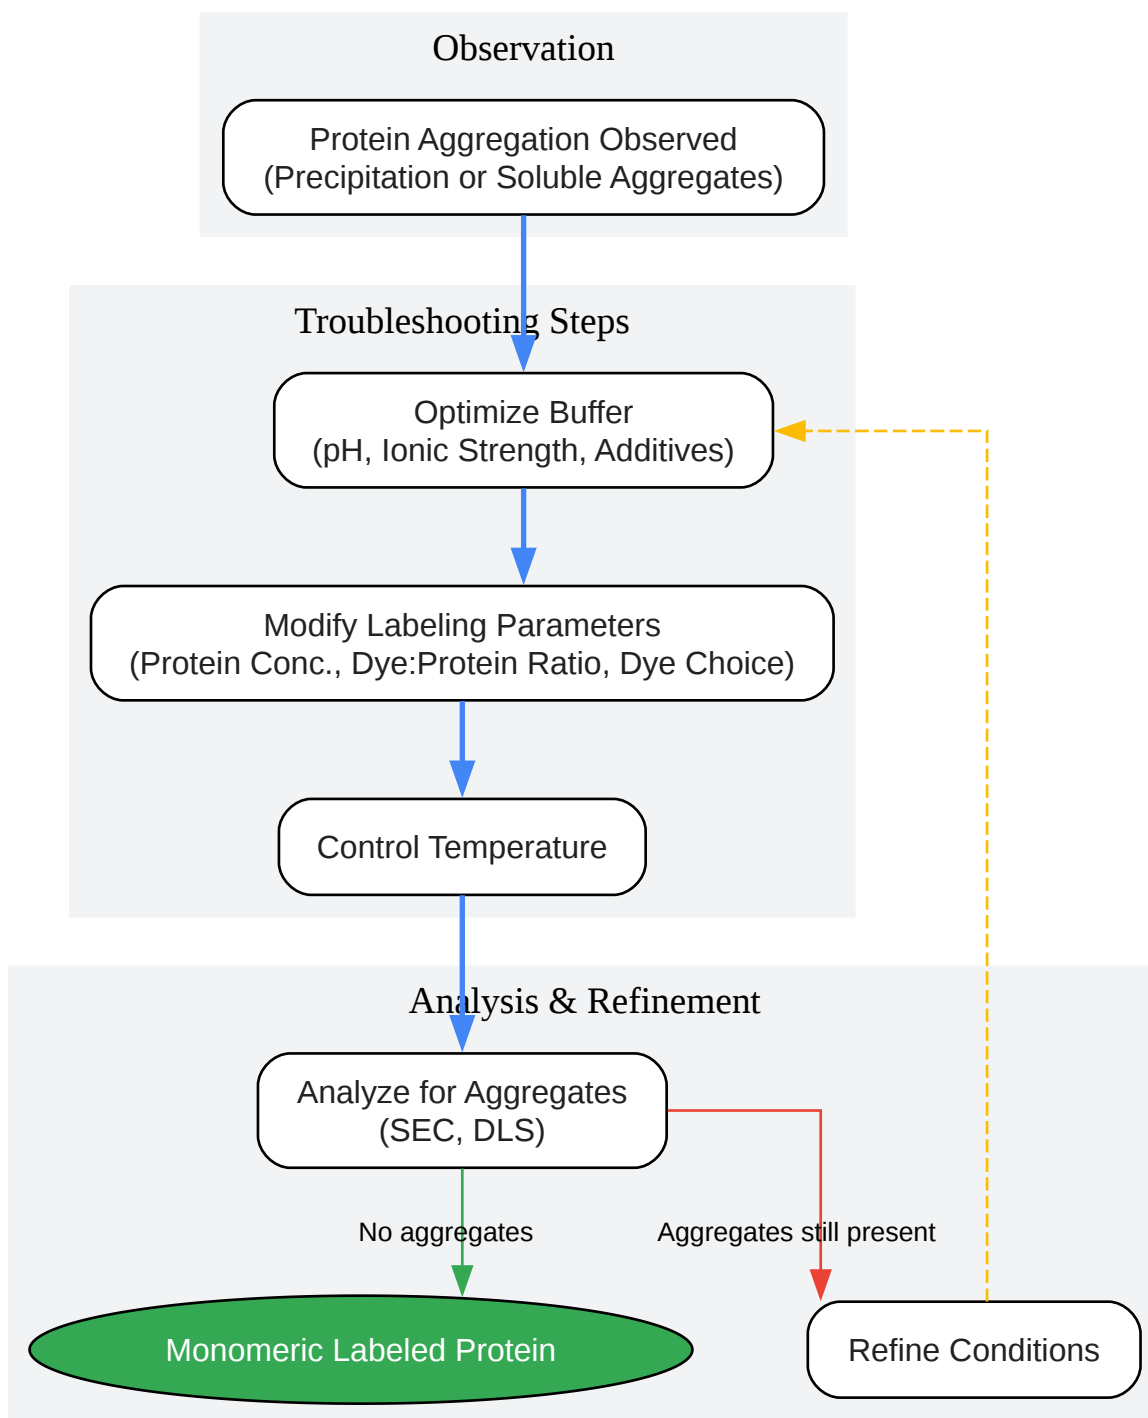 Observation
Protein Aggregation Observed
(Precipitation or Soluble Aggregates)
Troubleshooting Steps
Optimize Buffer
(pH, Ionic Strength, Additives)
Modify Labeling Parameters
(Protein Conc., Dye:Protein Ratio, Dye Choice)
Control Temperature
Analysis & Refinement
Analyze for Aggregates
(SEC, DLS)
No aggregates
Aggregates still present
Monomeric Labeled Protein
Refine Conditions